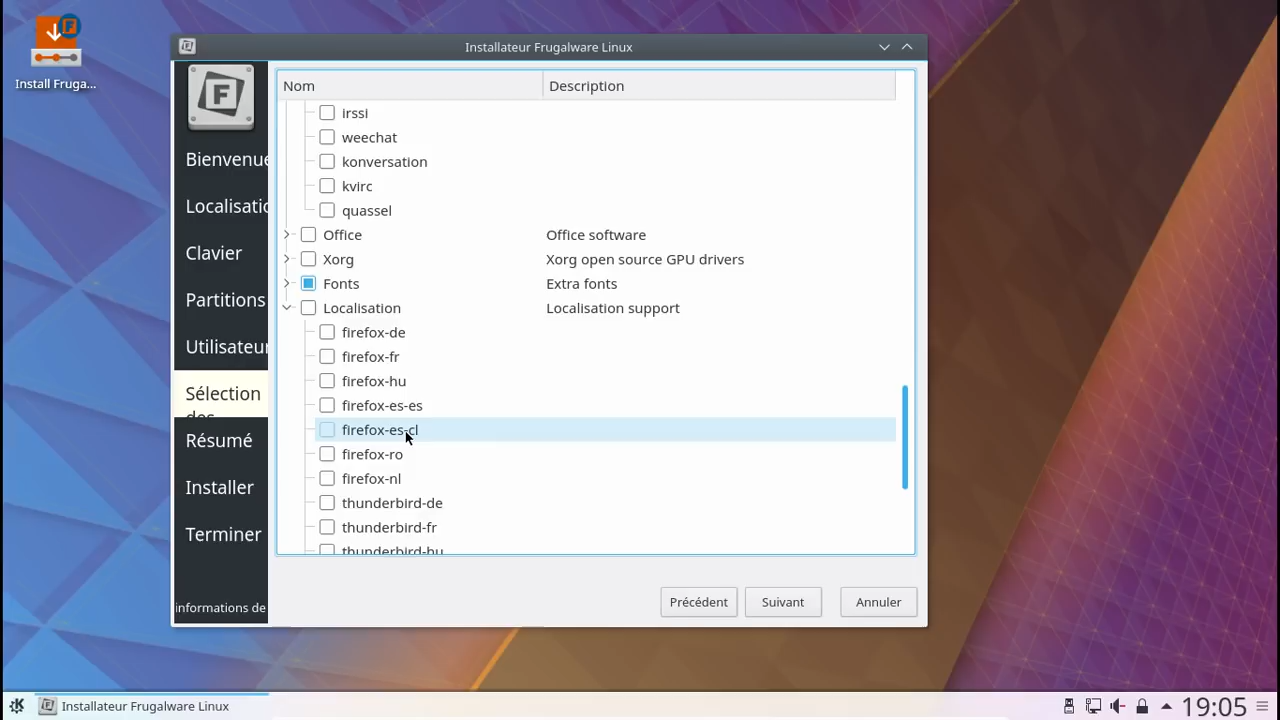 Install Fruga...
Installateur Frugalware Linux
F
Bienvenue
Localisatio
Clavier
Partitions
Utilisateur
Sélection
des
Résumé
Installer
Terminer
informations de
Nom Description
irssi
weechat
konversation
kvirc
quassel
Office Office software
Xorg Xorg open source GPU drivers
Fonts Extra fonts
Localisation Localisation support
firefox-de
firefox-fr
firefox-hu
firefox-es-es
firefox-es-cl
firefox-ro
firefox-nl
thunderbird-de
thunderbird-fr
thunderbird-hu
Précédent Suivant Annuler
Installateur Frugalware Linux
19:05